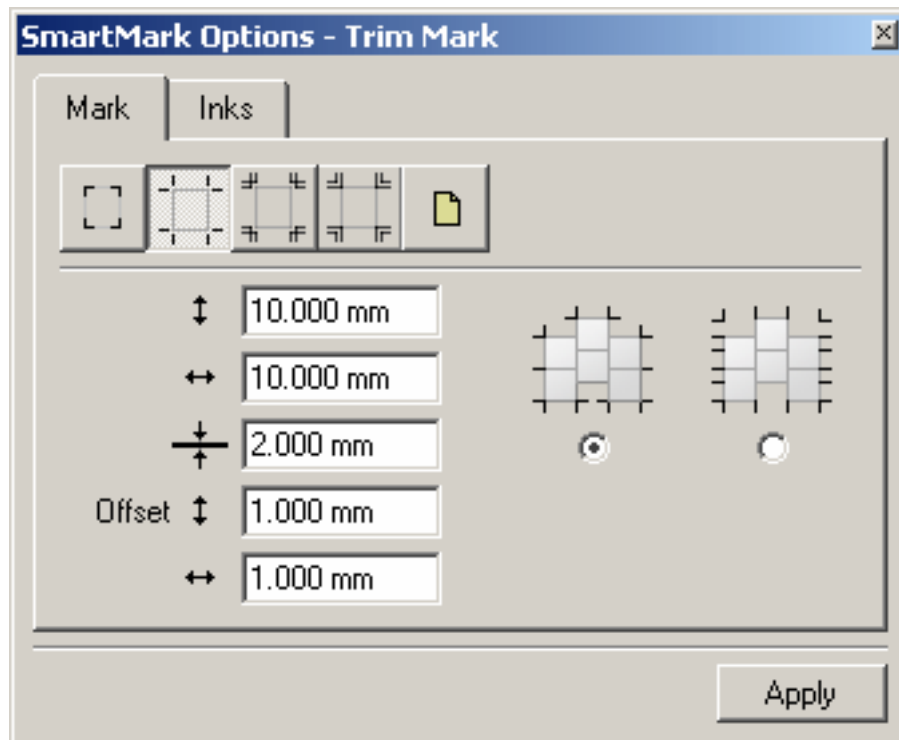 SmartMark Options - Trim Mark
Mark Inks
10.000 mm
10.000 mm
2.000 mm
Offset 1.000 mm
1.000 mm
Apply